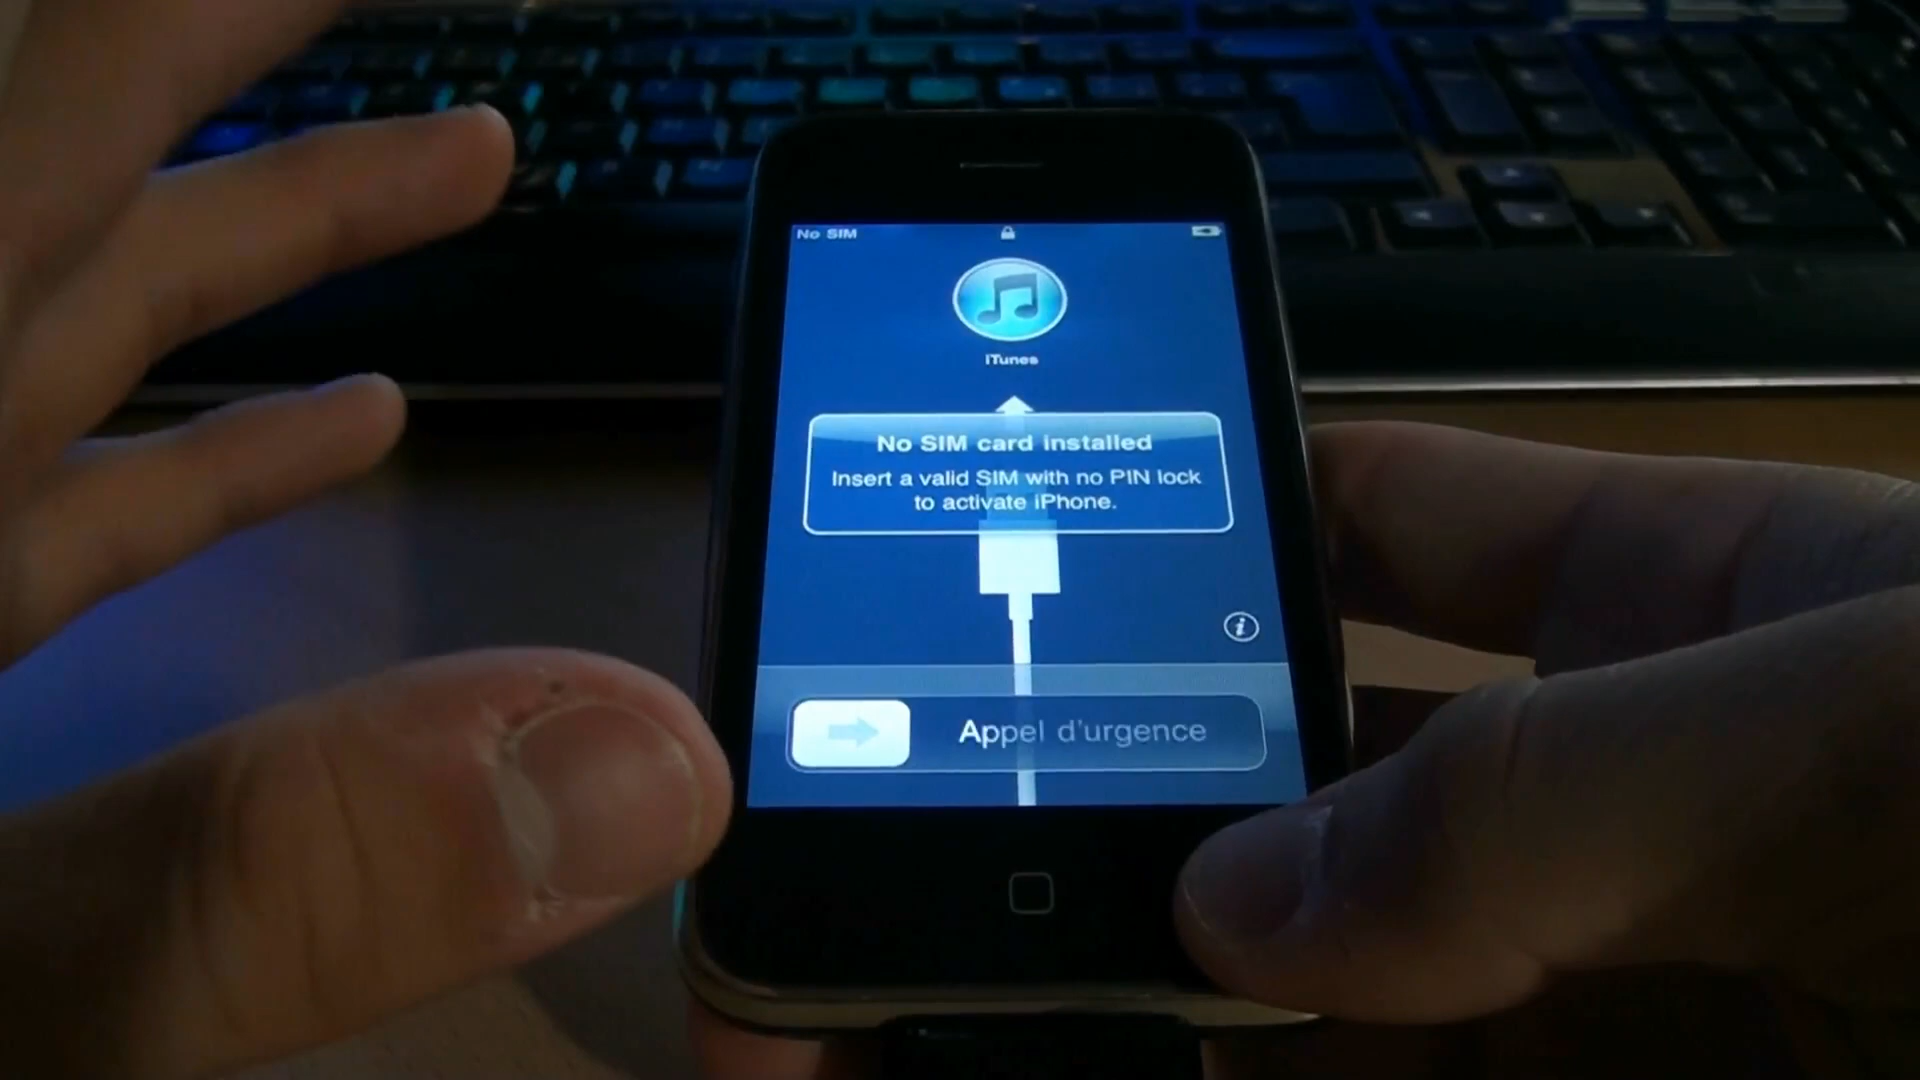 No SIM
iTunes
No SIM card installed
Insert a valid SIM with no PIN lock
to activate iPhone.
Appel d'urgence